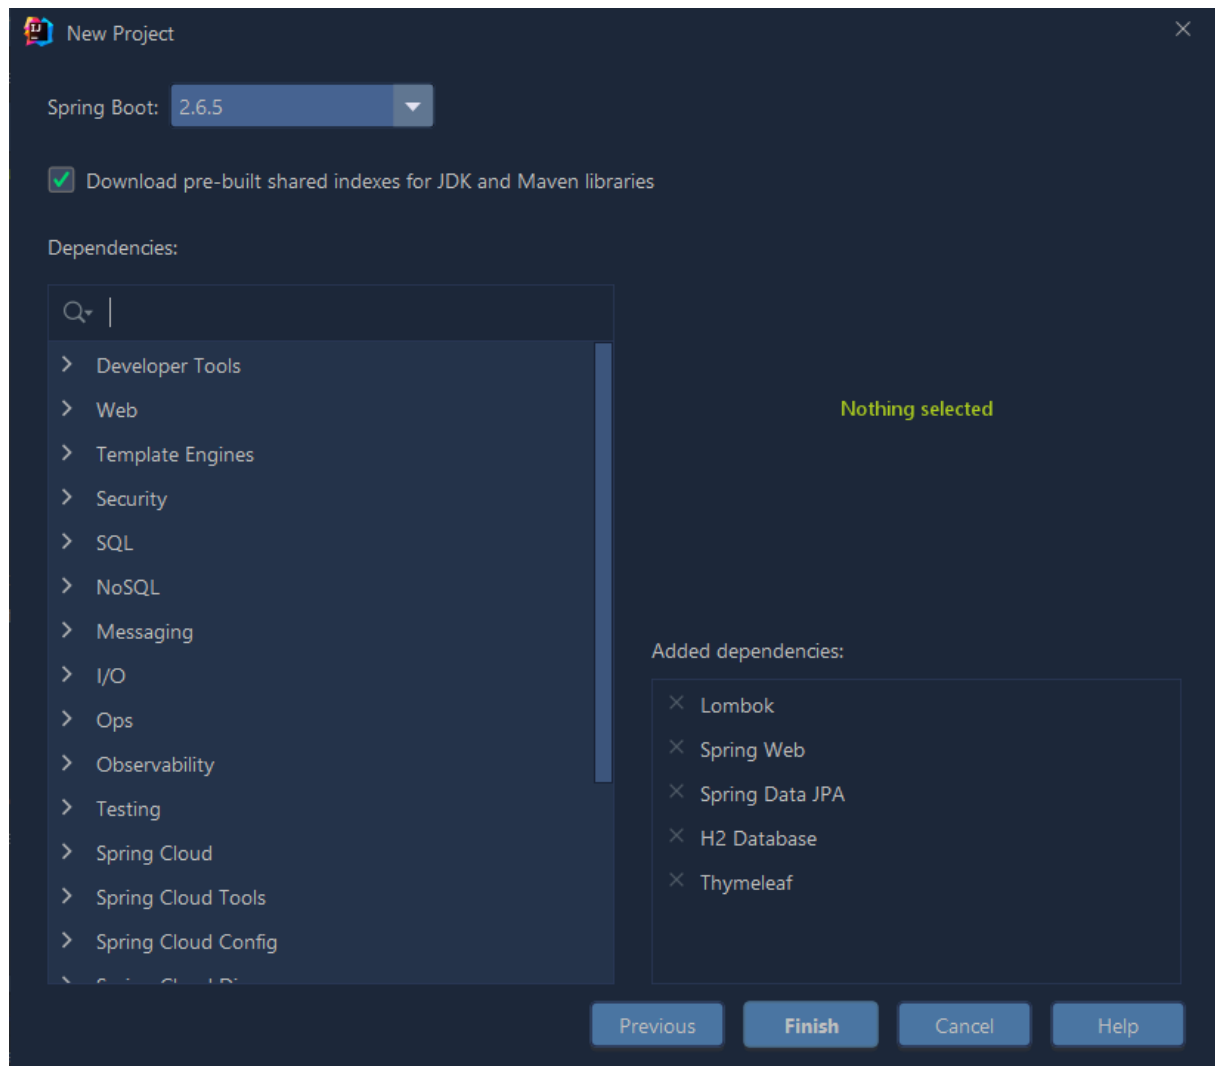 New Project
Spring Boot: 2.6.5
Download pre-built shared indexes for JDK and Maven libraries
Dependencies:
Developer Tools
Web
Template Engines
Security
SQL
NoSQL
Messaging
I/O
Ops
Observability
Testing
Spring Cloud
Spring Cloud Tools
Spring Cloud Config
Nothing selected
Added dependencies:
Lombok
Spring Web
Spring Data JPA
H2 Database
Thymeleaf
Previous
Finish
Cancel
Help